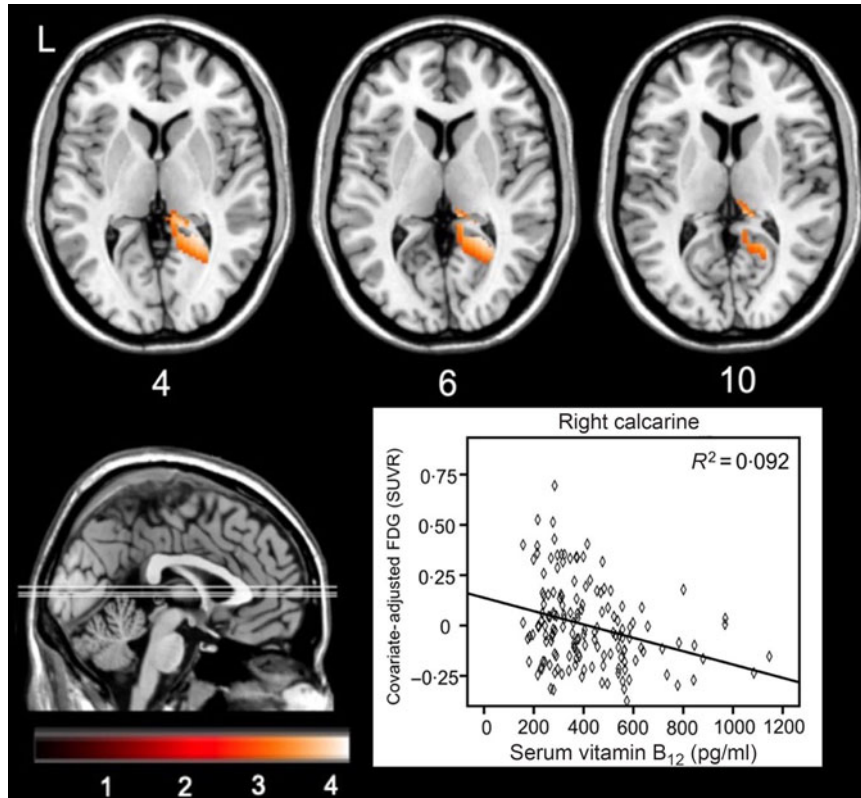 L
4 6 10
Right calcarine
R² = 0·092
Covariate-adjusted FDG (SUVR)
0·75
0·50
0·25
0
–0·25
0 200 400 600 800 1000 1200
Serum vitamin B₁₂ (pg/ml)
1 2 3 4